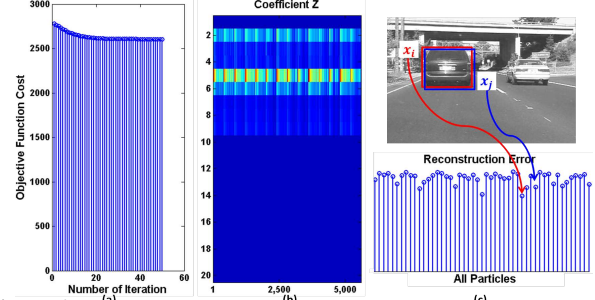 Objective Function Cost
3000
2500
2000
1500
1000
500
0
0 20 40 60
Number of Iteration
(a)
Coefficient Z
2
4
6
8
10
12
14
16
18
20
1 2,500 5,000
(b)
x_i
x_j
Reconstruction Error
All Particles
(c)